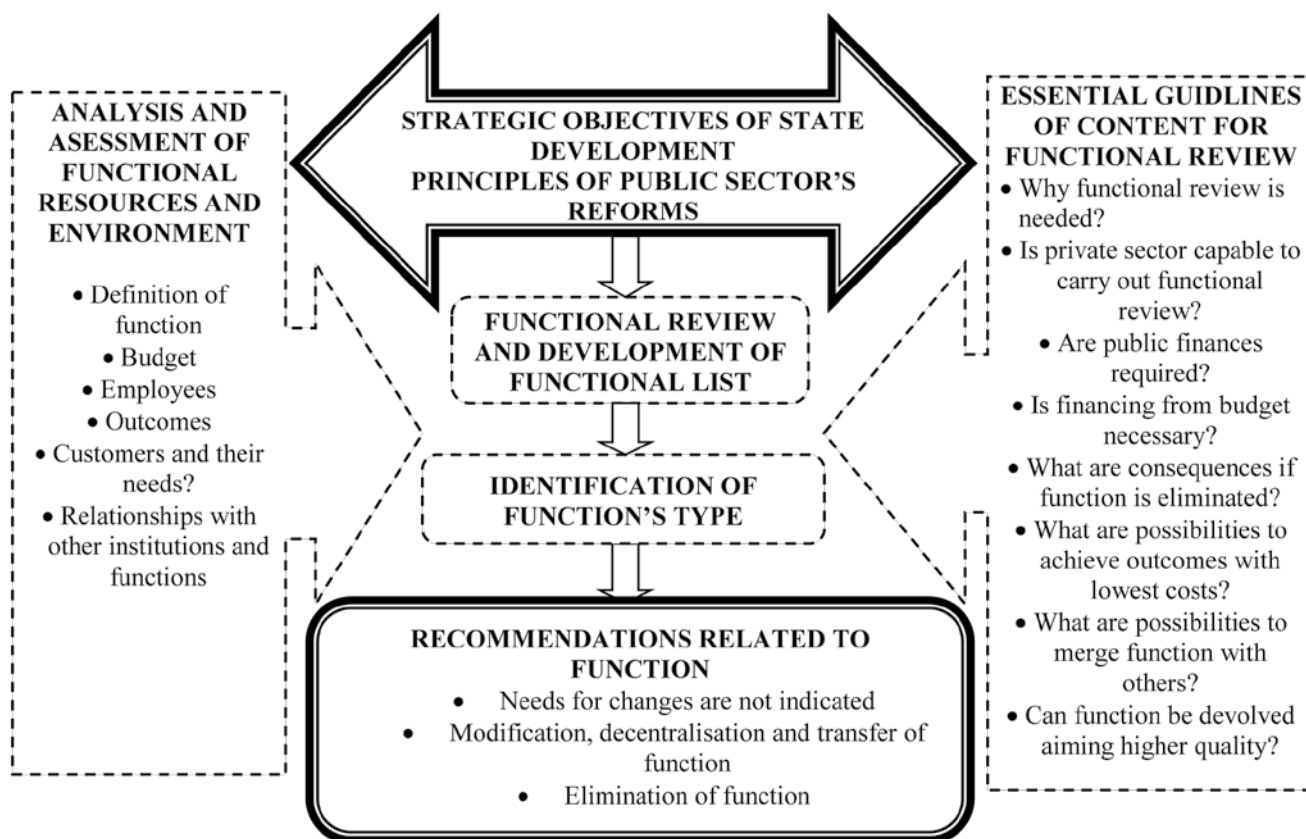 STRATEGIC OBJECTIVES OF STATE
DEVELOPMENT
PRINCIPLES OF PUBLIC SECTOR'S
REFORMS
ANALYSIS AND
ASESSMENT OF
FUNCTIONAL
RESOURCES AND
ENVIRONMENT
• Definition of
function
• Budget
• Employees
• Outcomes
• Customers and their
needs?
• Relationships with
other institutions and
functions
FUNCTIONAL REVIEW
AND DEVELOPMENT OF
FUNCTIONAL LIST
IDENTIFICATION OF
FUNCTION'S TYPE
RECOMMENDATIONS RELATED TO
FUNCTION
• Needs for changes are not indicated
• Modification, decentralisation and transfer of
function
• Elimination of function
ESSENTIAL GUIDLINES
OF CONTENT FOR
FUNCTIONAL REVIEW
• Why functional review is
needed?
• Is private sector capable to
carry out functional
review?
• Are public finances
required?
• Is financing from budget
necessary?
• What are consequences if
function is eliminated?
• What are possibilities to
achieve outcomes with
lowest costs?
• What are possibilities to
merge function with
others?
• Can function be devolved
aiming higher quality?